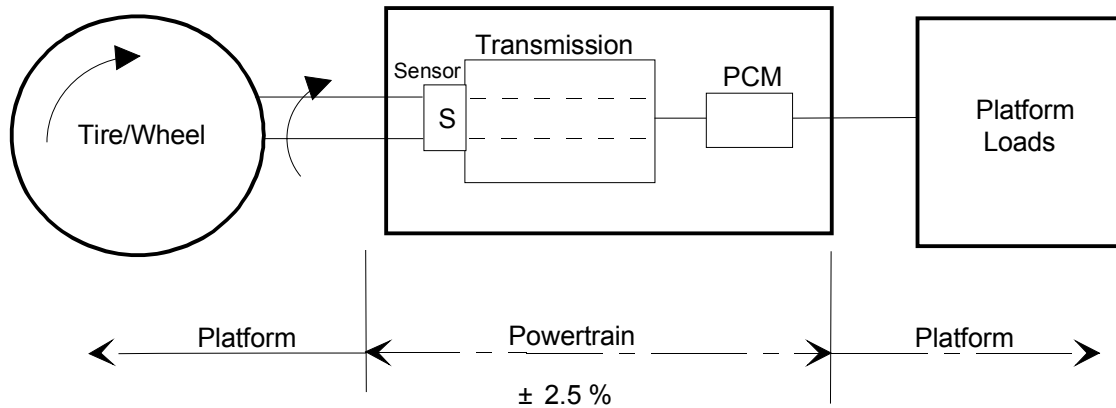 Transmission
Sensor
PCM
S
Tire/Wheel
Platform
Loads
Platform
Powertrain
Platform
± 2.5 %